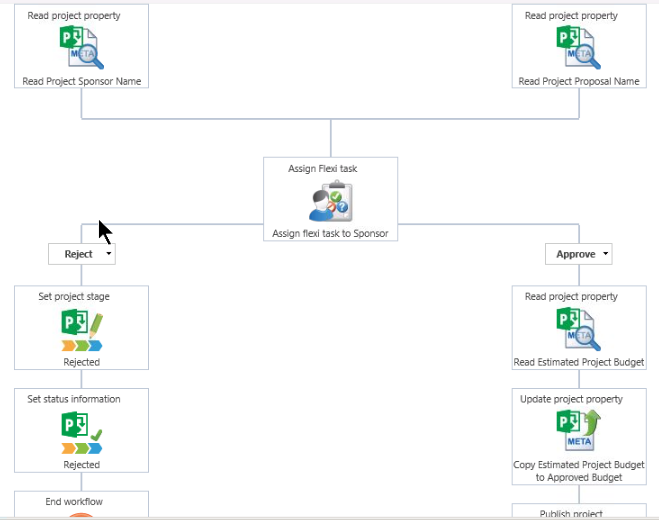 Read project property
META
Read Project Sponsor Name
Read project property
META
Read Project Proposal Name
Assign Flexi task
Assign flexi task to Sponsor
Reject
Approve
Set project stage
Rejected
Read project property
META
Read Estimated Project Budget
Set status information
Rejected
Update project property
META
Copy Estimated Project Budget
to Approved Budget
End workflow
Publish project